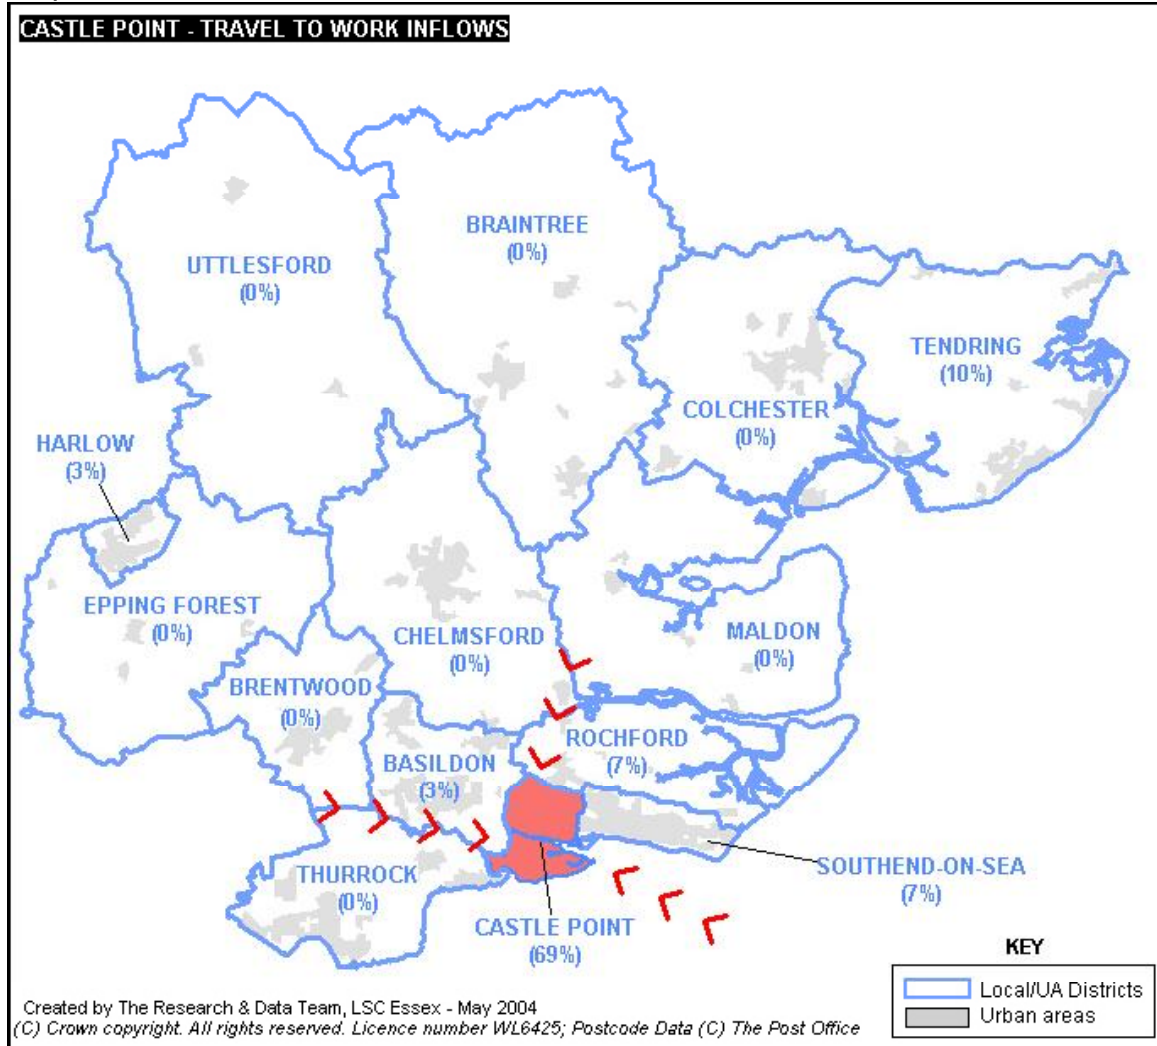 CASTLE POINT - TRAVEL TO WORK INFLOWS
UTTLESFORD
(0%)
BRAINTREE
(0%)
TENDRING
(10%)
COLCHESTER
(0%)
HARLOW
(3%)
EPPING FOREST
(0%)
CHELMSFORD
(0%)
MALDON
(0%)
BRENTWOOD
(0%)
ROCHFORD
(7%)
BASILDON
(3%)
THURROCK
(0%)
SOUTHEND-ON-SEA
(7%)
CASTLE POINT
(69%)
KEY
Local/UA Districts
Urban areas
Created by The Research & Data Team, LSC Essex - May 2004
(C) Crown copyright. All rights reserved. Licence number WL6425; Postcode Data (C) The Post Office